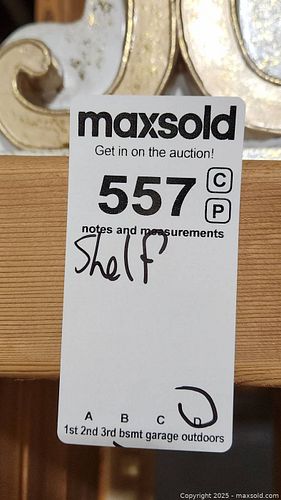 maxsold
Get in on the auction!
557 C
P
notes and measurements
Shelf
A B C D
1st 2nd 3rd bsmt garage outdoors
Copyright 2025 - maxsold.com